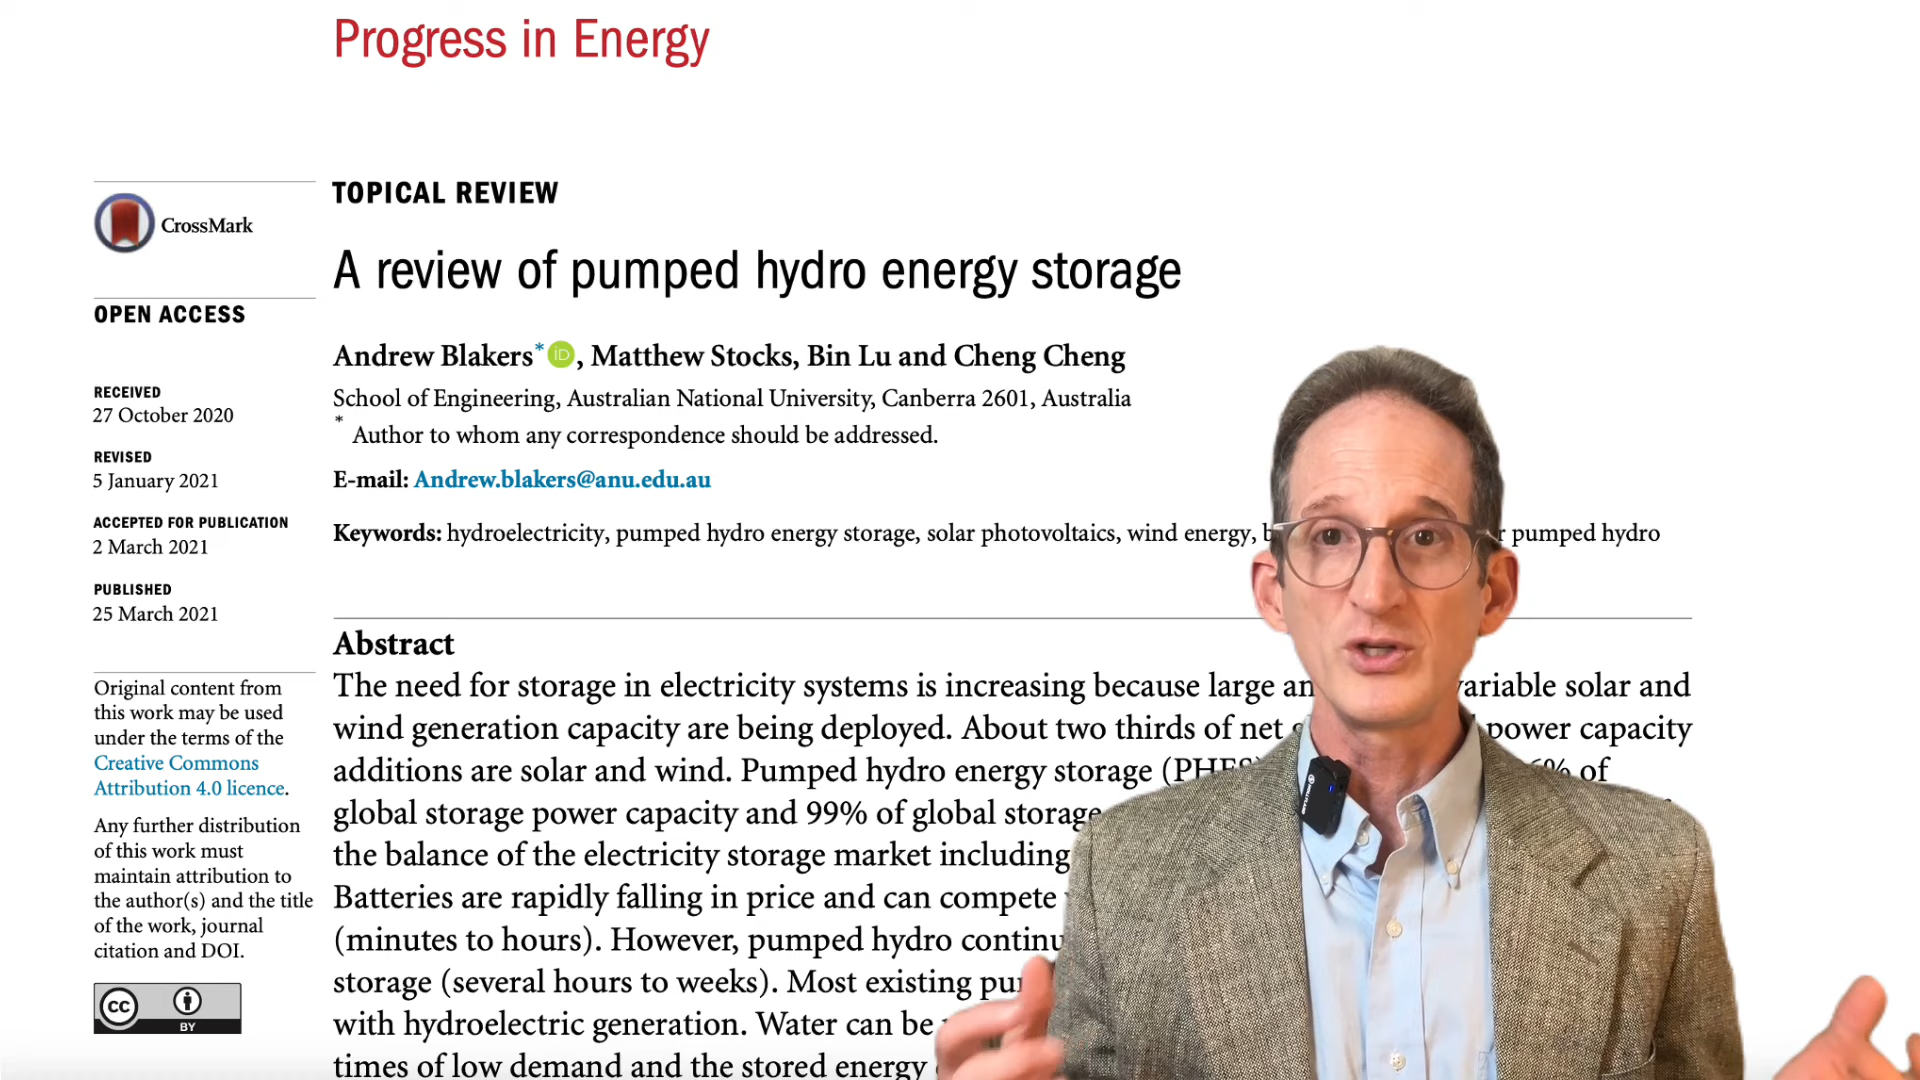 Progress in Energy
CrossMark
OPEN ACCESS
RECEIVED
27 October 2020
REVISED
5 January 2021
ACCEPTED FOR PUBLICATION
2 March 2021
PUBLISHED
25 March 2021
Original content from
this work may be used
under the terms of the
Creative Commons
Attribution 4.0 licence.
Any further distribution
of this work must
maintain attribution to
the author(s) and the title
of the work, journal
citation and DOI.
CC BY
TOPICAL REVIEW
A review of pumped hydro energy storage
Andrew Blakers* iD, Matthew Stocks, Bin Lu and Cheng Cheng
School of Engineering, Australian National University, Canberra 2601, Australia
* Author to whom any correspondence should be addressed.
E-mail: Andrew.blakers@anu.edu.au
Keywords: hydroelectricity, pumped hydro energy storage, solar photovoltaics, wind energy, pumped hydro
Abstract
The need for storage in electricity systems is increasing because large variable solar and
wind generation capacity are being deployed. About two thirds of net power capacity
additions are solar and wind. Pumped hydro energy storage (PHES) of
global storage power capacity and 99% of global storage
the balance of the electricity storage market including
Batteries are rapidly falling in price and can compete
(minutes to hours). However, pumped hydro
storage (several hours to weeks). Most existing
with hydroelectric generation. Water can be
times of low demand and the stored energy